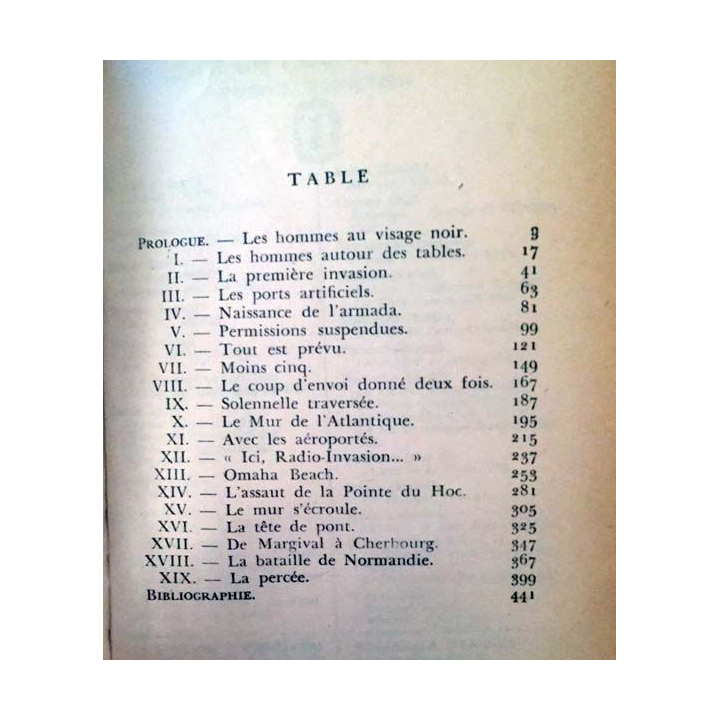 TABLE
PROLOGUE. — Les hommes au visage noir. 9
I. — Les hommes autour des tables. 17
II. — La première invasion. 41
III. — Les ports artificiels. 63
IV. — Naissance de l'armada. 81
V. — Permissions suspendues. 99
VI. — Tout est prévu. 121
VII. — Moins cinq. 149
VIII. — Le coup d'envoi donné deux fois. 167
IX. — Solennelle traversée. 187
X. — Le Mur de l'Atlantique. 195
XI. — Avec les aéroportés. 215
XII. — « Ici, Radio-Invasion... » 237
XIII. — Omaha Beach. 253
XIV. — L'assaut de la Pointe du Hoc. 281
XV. — Le mur s'écroule. 305
XVI. — La tête de pont. 325
XVII. — De Margival à Cherbourg. 347
XVIII. — La bataille de Normandie. 367
XIX. — La percée. 399
BIBLIOGRAPHIE. 441